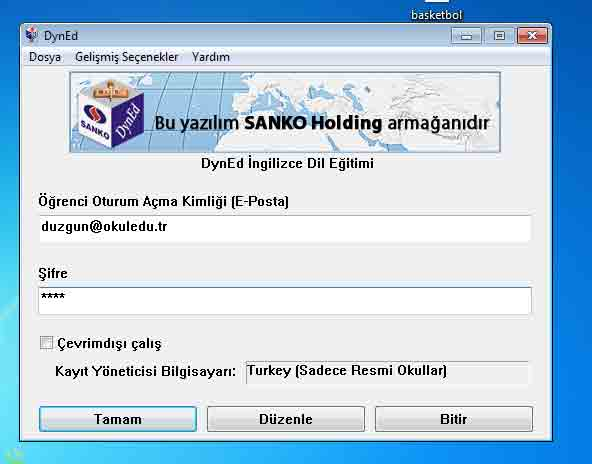 basketbol
DynEd
Dosya Gelişmiş Seçenekler Yardım
SANKO DynEd
Bu yazılım SANKO Holding armağanıdır
DynEd İngilizce Dil Eğitimi
Öğrenci Oturum Açma Kimliği (E-Posta)
duzgun@okuledu.tr
Şifre
****
Çevrimdışı çalış
Kayıt Yöneticisi Bilgisayarı: Turkey (Sadece Resmi Okullar)
Tamam Düzenle Bitir